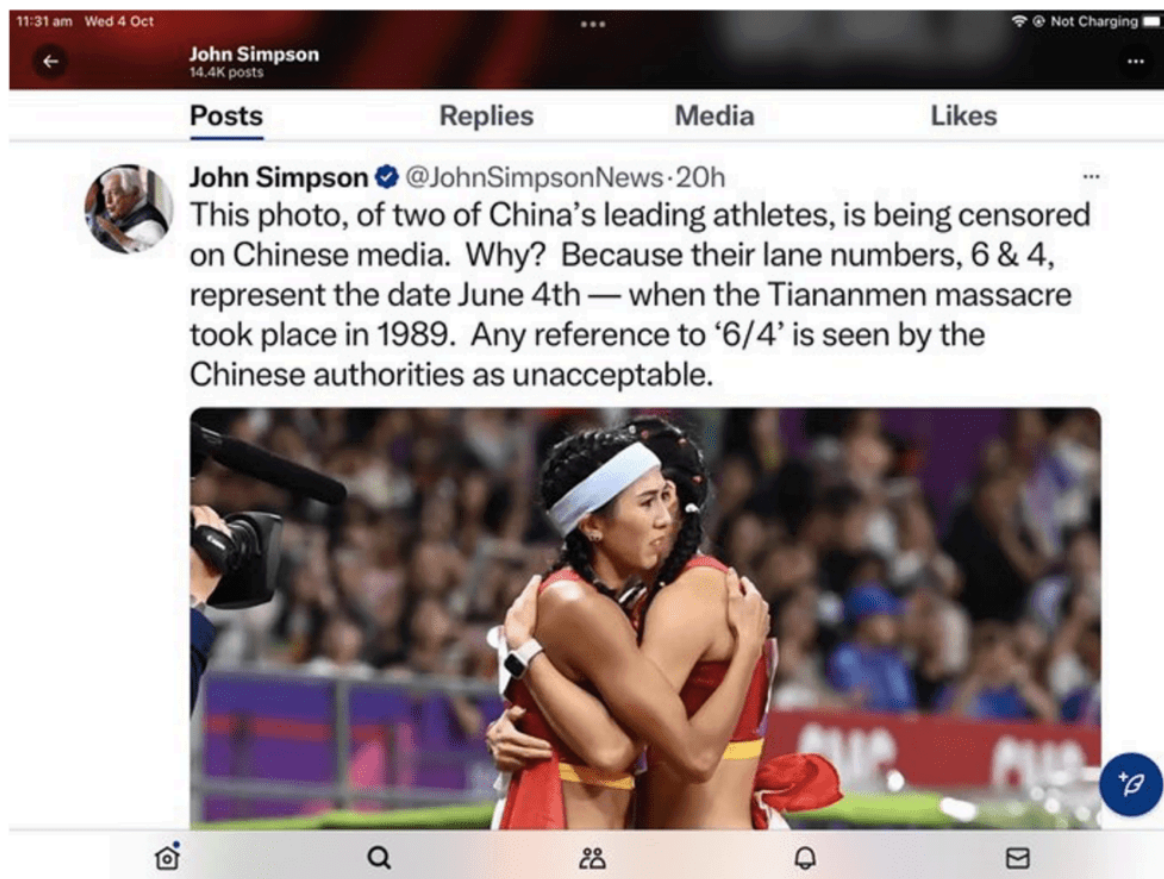 11:31 am Wed 4 Oct
Not Charging
John Simpson
14.4K posts
Posts Replies Media Likes
John Simpson @JohnSimpsonNews·20h
This photo, of two of China's leading athletes, is being censored
on Chinese media.  Why?  Because their lane numbers, 6 & 4,
represent the date June 4th — when the Tiananmen massacre
took place in 1989.  Any reference to '6/4' is seen by the
Chinese authorities as unacceptable.